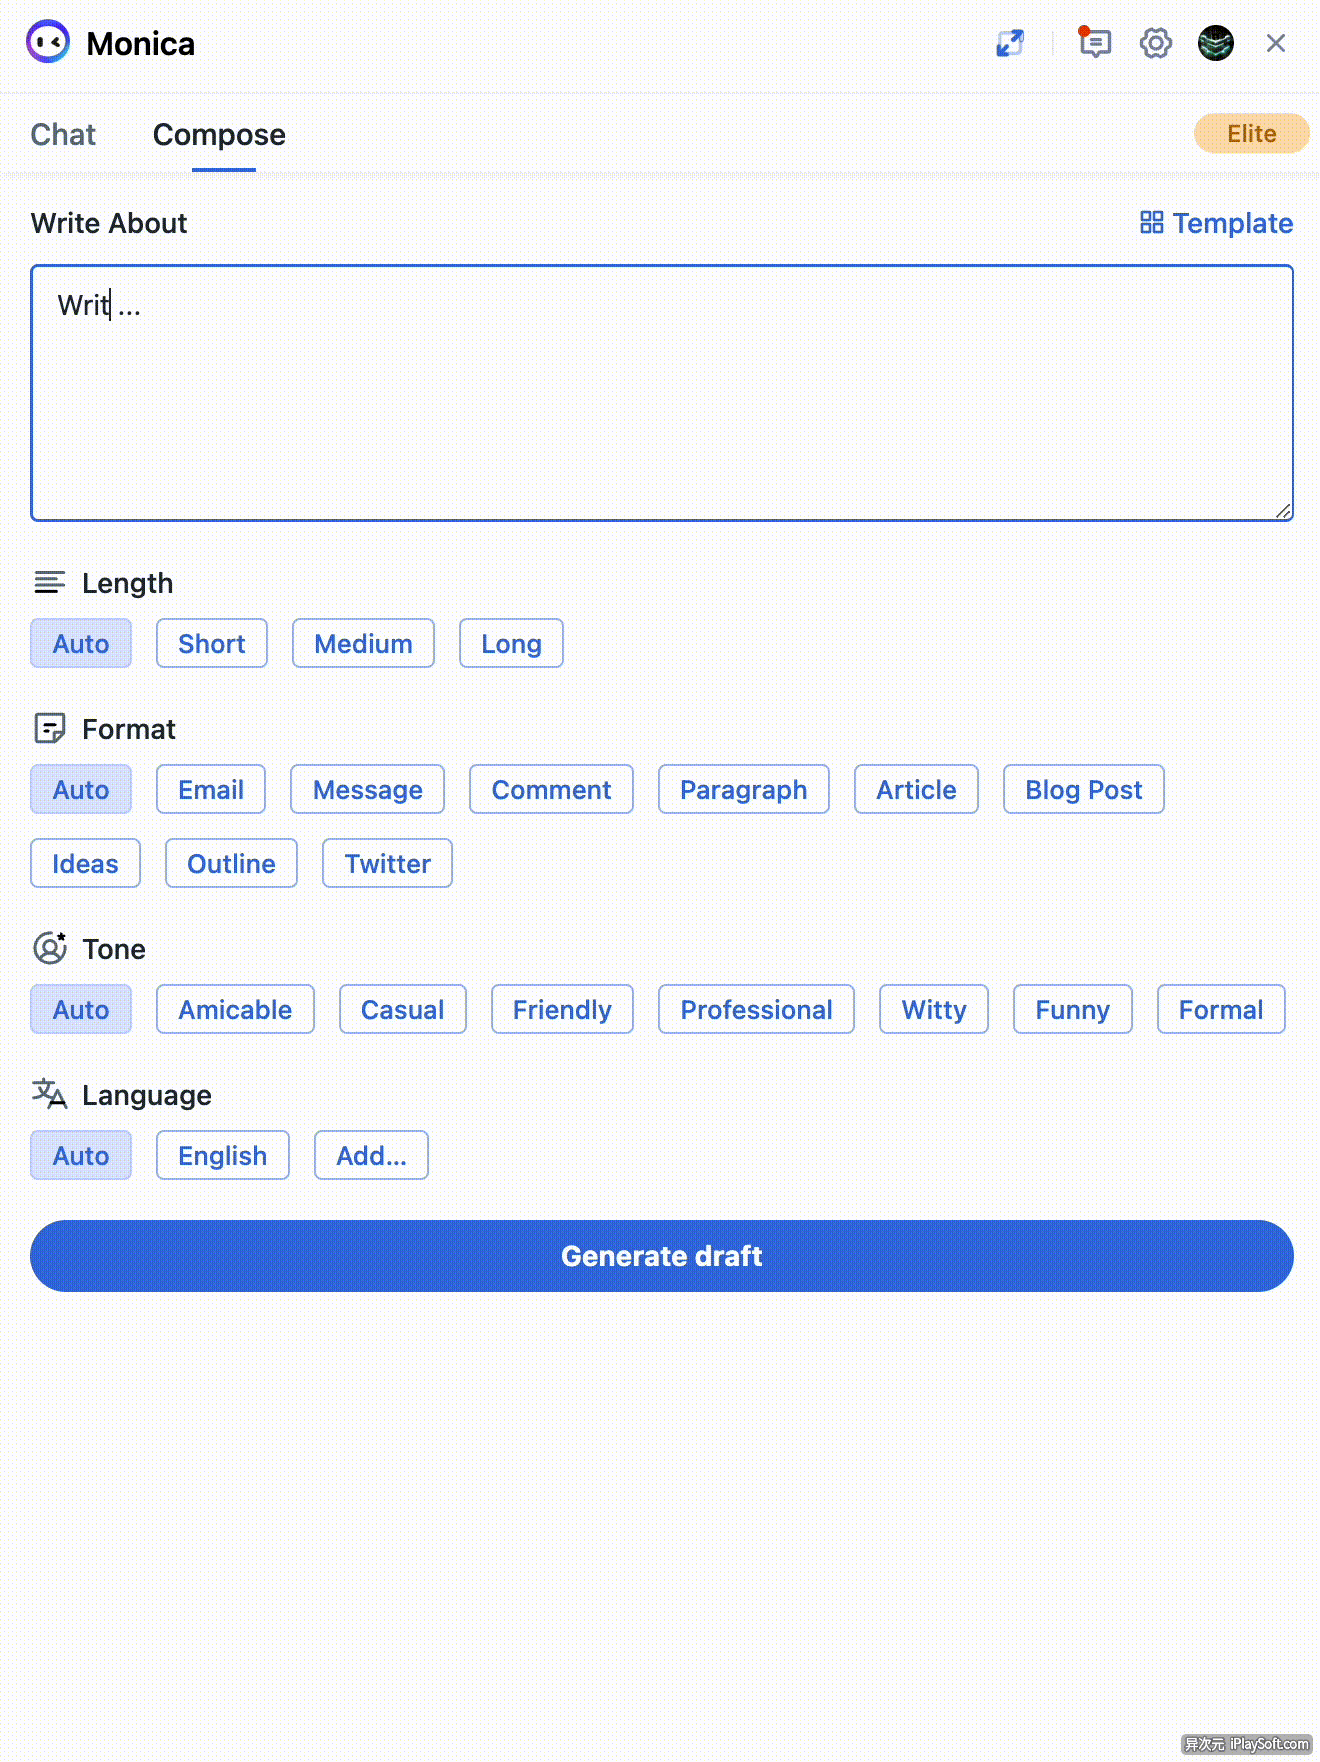 Monica
Chat Compose Elite
Write About Template
Writ ...
Length
Auto Short Medium Long
Format
Auto Email Message Comment Paragraph Article Blog Post
Ideas Outline Twitter
Tone
Auto Amicable Casual Friendly Professional Witty Funny Formal
Language
Auto English Add...
Generate draft
异次元 iPlaySoft.com